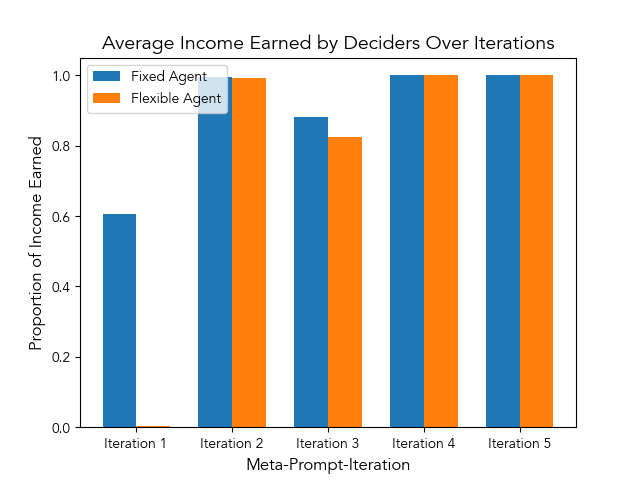 Average Income Earned by Deciders Over Iterations
Fixed Agent
Flexible Agent
Proportion of Income Earned
1.0
0.8
0.6
0.4
0.2
0.0
Iteration 1
Iteration 2
Iteration 3
Iteration 4
Iteration 5
Meta-Prompt-Iteration